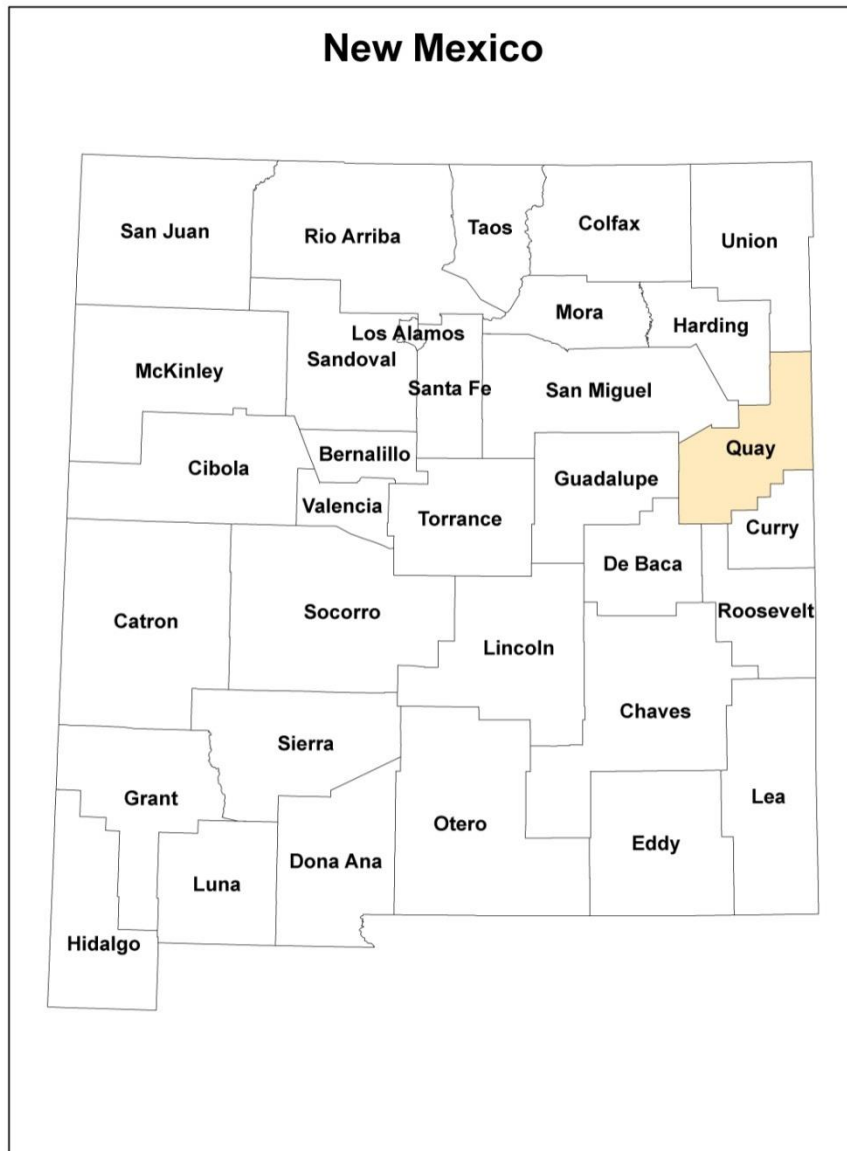 New Mexico
San Juan
Rio Arriba
Taos
Colfax
Union
Mora
Harding
Los Alamos
Sandoval
McKinley
Santa Fe
San Miguel
Quay
Bernalillo
Cibola
Guadalupe
Valencia
Torrance
Curry
De Baca
Roosevelt
Catron
Socorro
Lincoln
Chaves
Sierra
Grant
Lea
Otero
Eddy
Dona Ana
Luna
Hidalgo